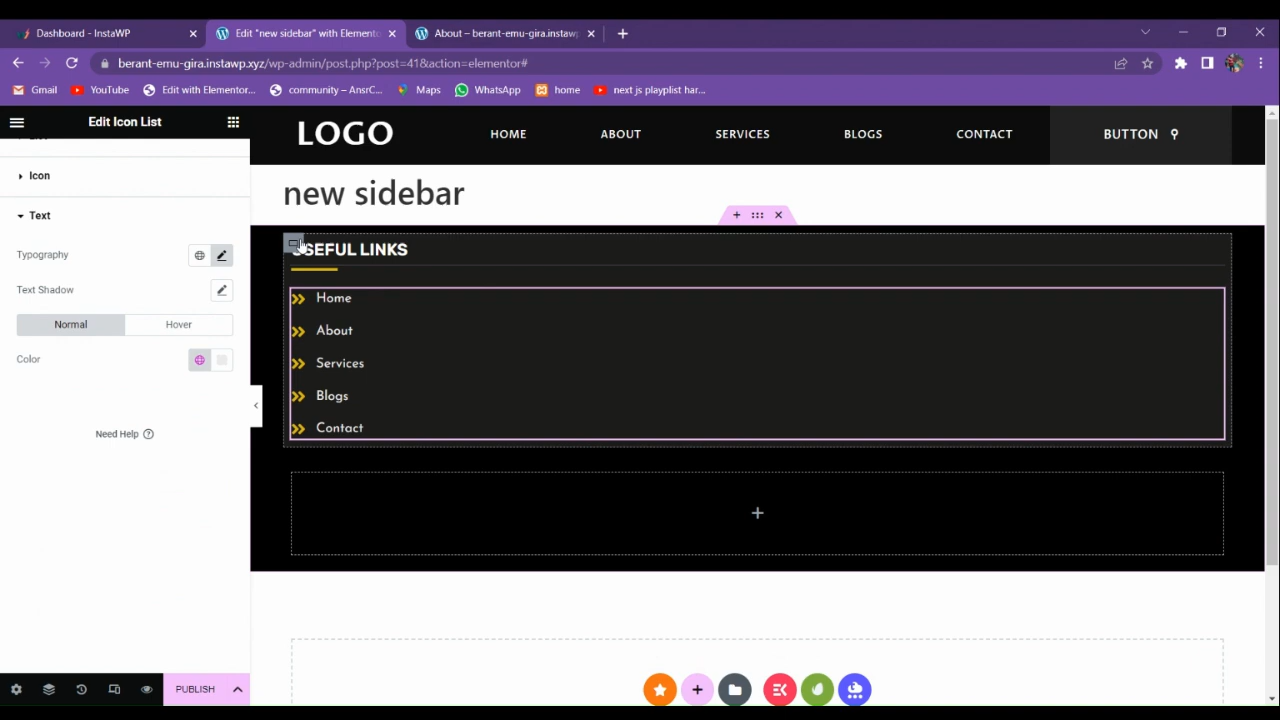 Dashboard - InstaWP
Edit "new sidebar" with Elemento
About – berant-emu-gira.instawp
berant-emu-gira.instawp.xyz/wp-admin/post.php?post=41&action=elementor#
Gmail
YouTube
Edit with Elementor...
community – AnsrC...
Maps
WhatsApp
home
next js playlist har...
Edit Icon List
LOGO
HOME
ABOUT
SERVICES
BLOGS
CONTACT
BUTTON
Icon
new sidebar
Text
Typography
Text Shadow
Normal
Hover
Color
Need Help
SEFUL LINKS
Home
About
Services
Blogs
Contact
PUBLISH